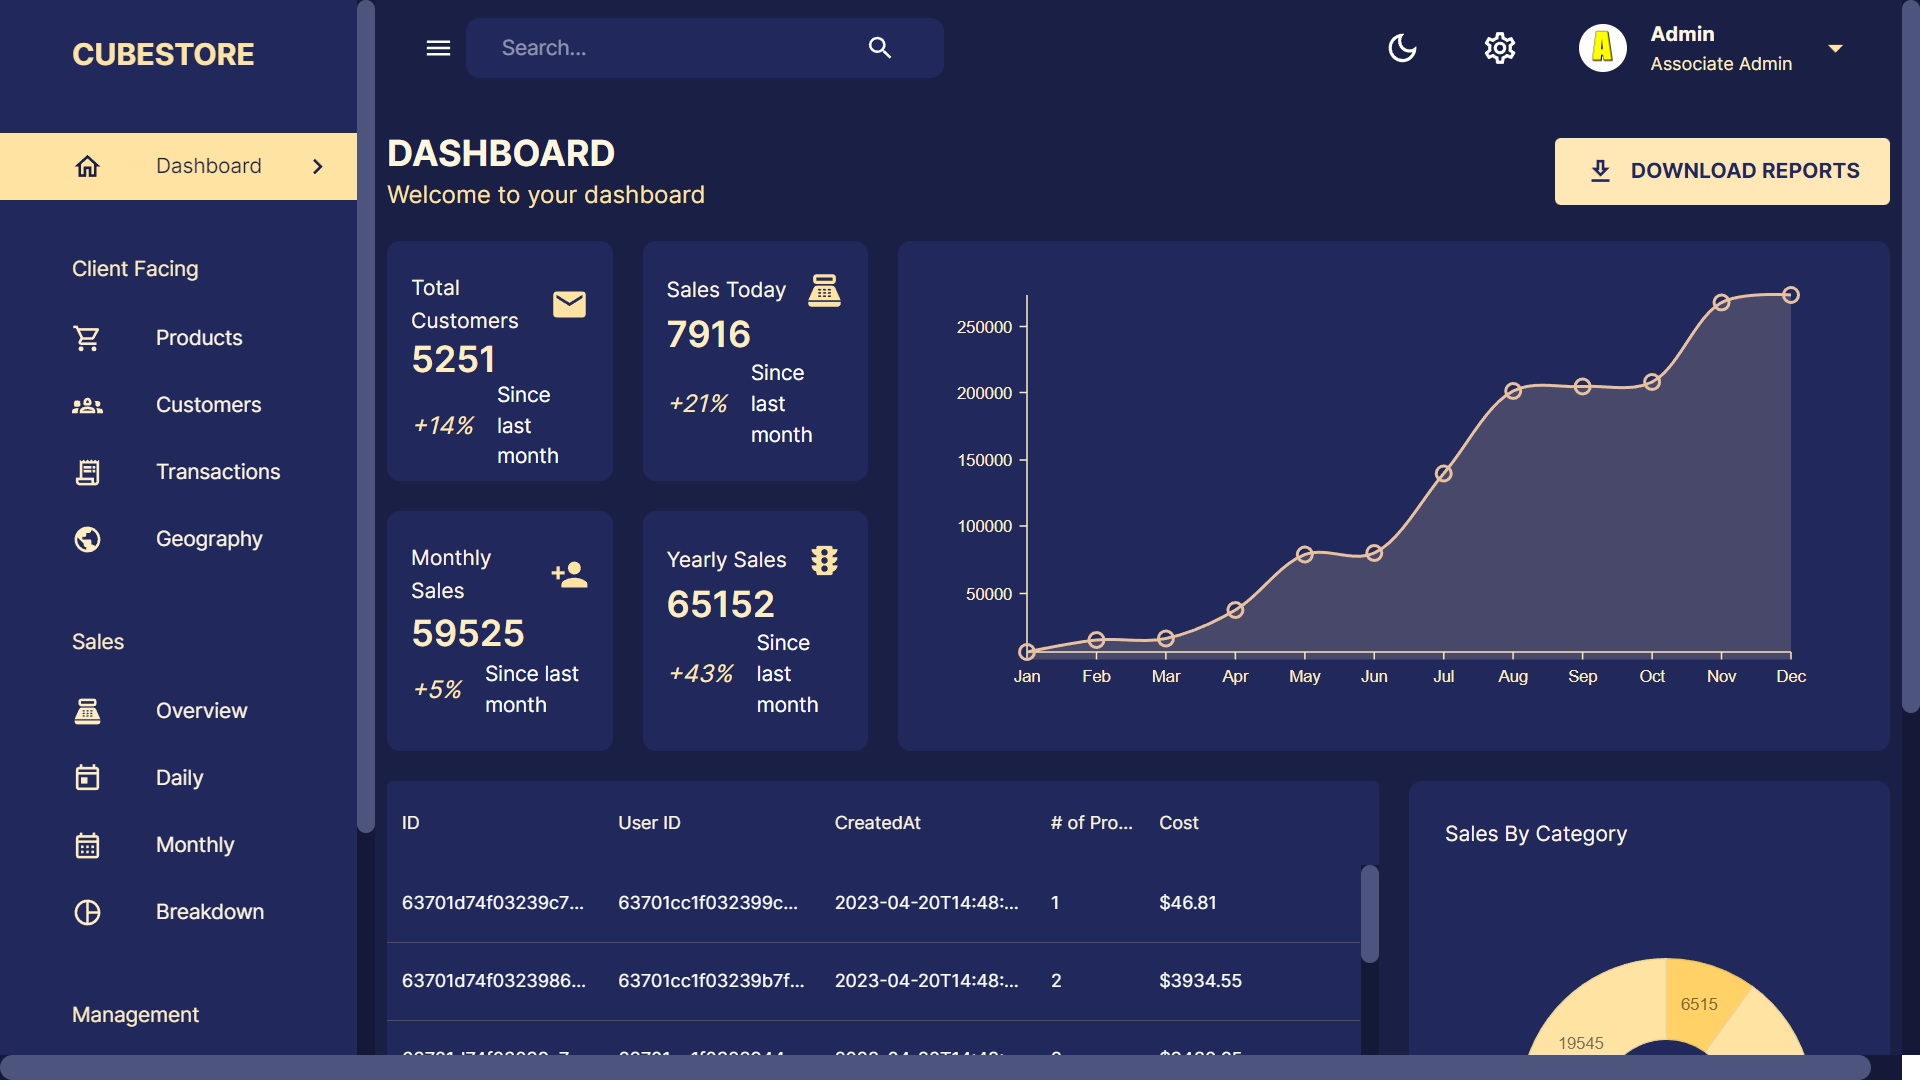 CUBESTORE
Search...
Admin
Associate Admin
Dashboard
Client Facing
Products
Customers
Transactions
Geography
Sales
Overview
Daily
Monthly
Breakdown
Management
DASHBOARD
Welcome to your dashboard
DOWNLOAD REPORTS
Total
Customers
5251
+14%
Since
last
month
Sales Today
7916
+21%
Since
last
month
Monthly
Sales
59525
+5%
Since last
month
Yearly Sales
65152
+43%
Since
last
month
250000
200000
150000
100000
50000
Jan Feb Mar Apr May Jun Jul Aug Sep Oct Nov Dec
ID User ID CreatedAt # of Pro... Cost
63701d74f03239c7... 63701cc1f032399c... 2023-04-20T14:48:... 1 $46.81
63701d74f0323986... 63701cc1f03239b7f... 2023-04-20T14:48:... 2 $3934.55
Sales By Category
6515
19545